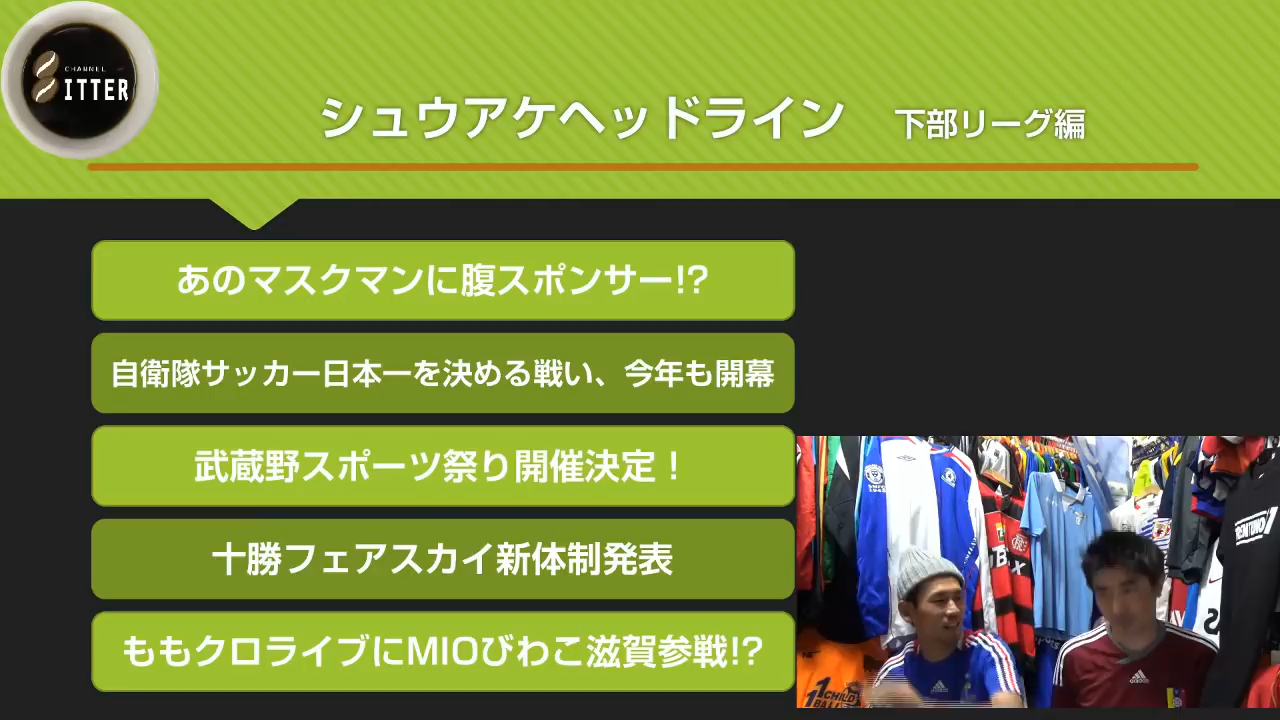 CHANNEL
BITTER
シュウアケヘッドライン 下部リーグ編
あのマスクマンに腹スポンサー!?
自衛隊サッカー日本一を決める戦い、今年も開幕
武蔵野スポーツ祭り開催決定！
十勝フェアスカイ新体制発表
ももクロライブにMIOびわこ滋賀参戦!?